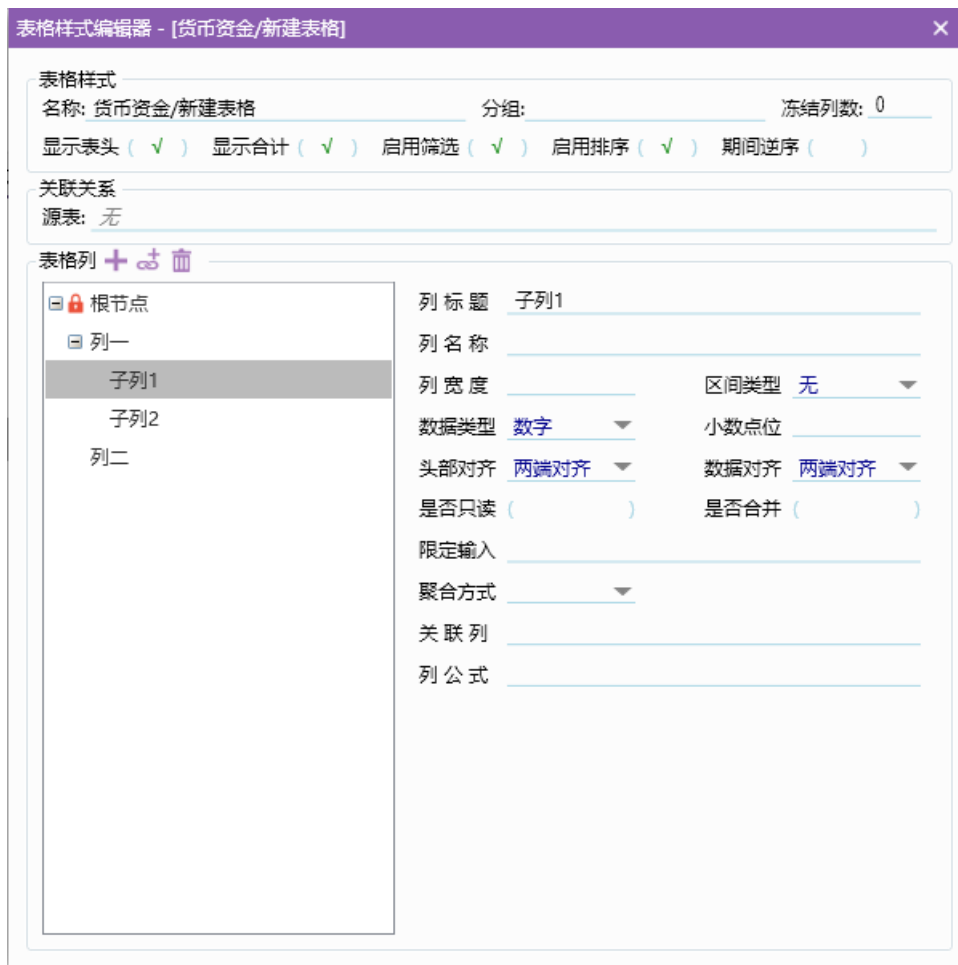 表格样式编辑器 - [货币资金/新建表格]
表格样式
名称: 货币资金/新建表格 分组: 冻结列数: 0
显示表头 ( √ ) 显示合计 ( √ ) 启用筛选 ( √ ) 启用排序 ( √ ) 期间逆序 ( )
关联关系
源表: 无
表格列
根节点
列一
子列1
子列2
列二
列标题 子列1
列名称
列宽度 区间类型 无
数据类型 数字 小数点位
头部对齐 两端对齐 数据对齐 两端对齐
是否只读 ( ) 是否合并 ( )
限定输入
聚合方式
关联列
列公式